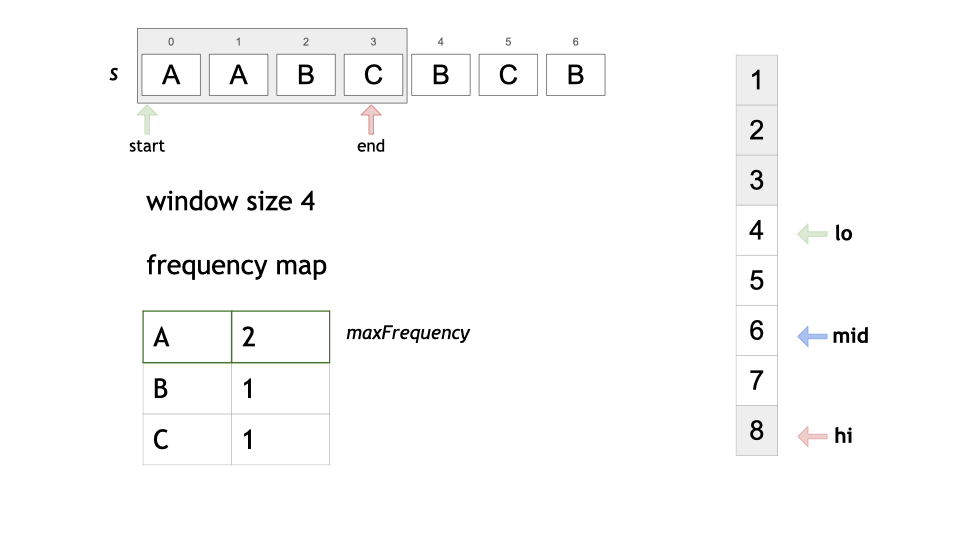 0 1 2 3 4 5 6
s A A B C B C B
start end
window size 4
frequency map
A 2 maxFrequency
B 1
C 1
1
2
3
4 lo
5
6 mid
7
8 hi